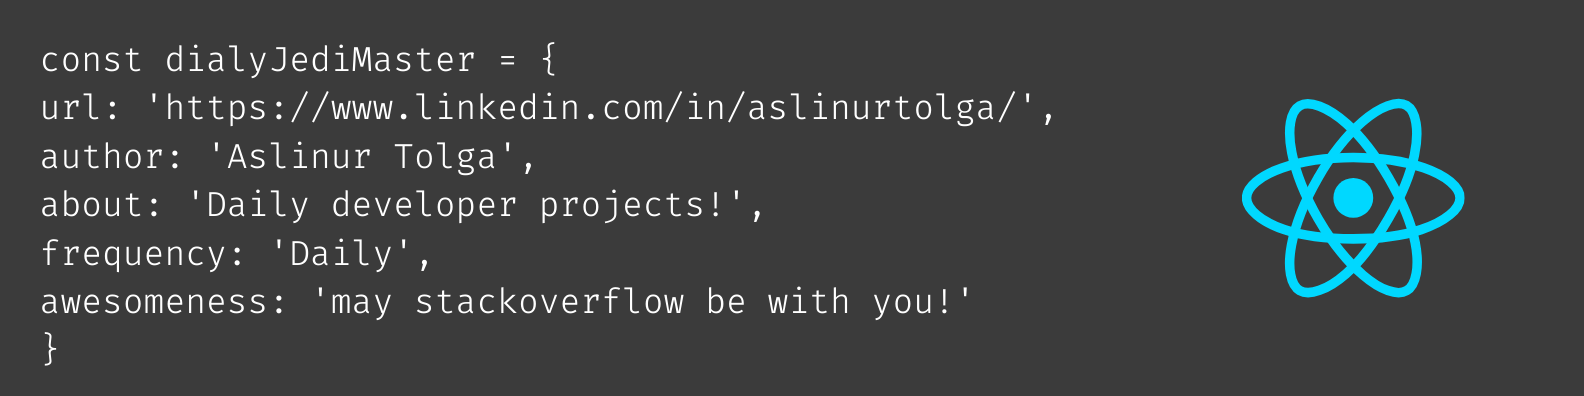 const dialyJediMaster = {
url: 'https://www.linkedin.com/in/aslinurtolga/',
author: 'Aslinur Tolga',
about: 'Daily developer projects!',
frequency: 'Daily',
awesomeness: 'may stackoverflow be with you!'
}